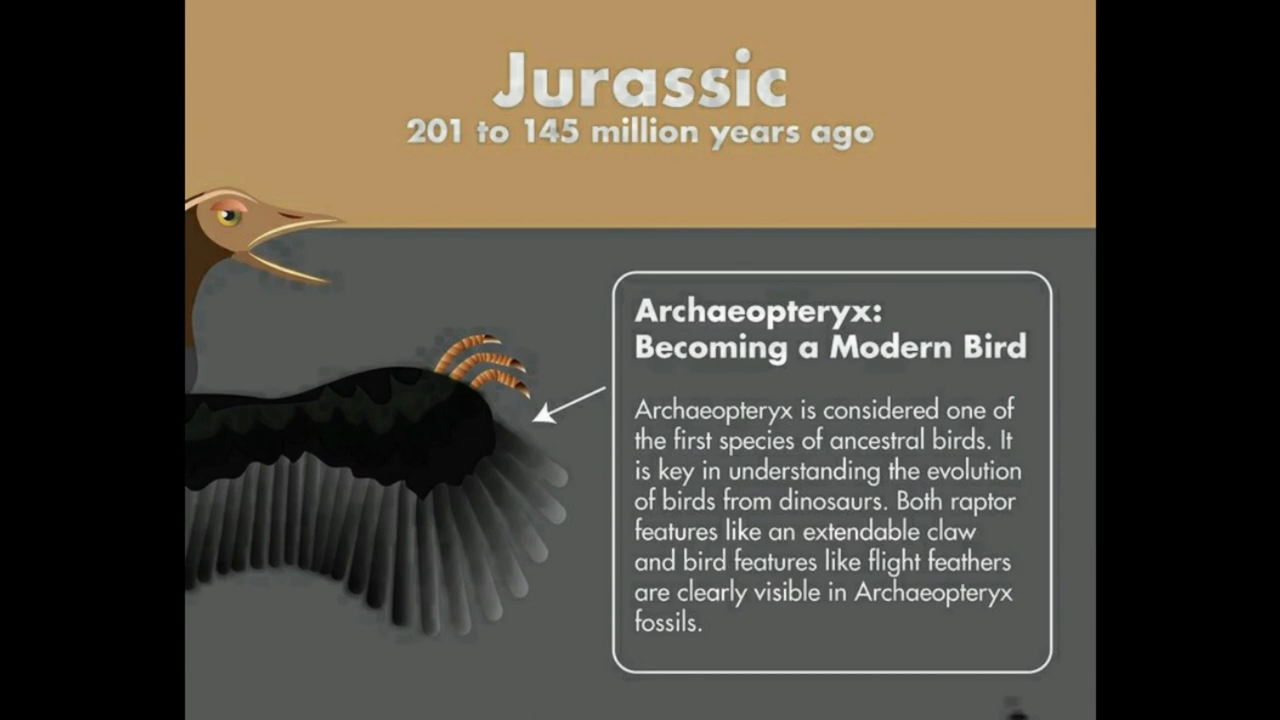 Jurassic
201 to 145 million years ago
Archaeopteryx:
Becoming a Modern Bird
Archaeopteryx is considered one of
the first species of ancestral birds. It
is key in understanding the evolution
of birds from dinosaurs. Both raptor
features like an extendable claw
and bird features like flight feathers
are clearly visible in Archaeopteryx
fossils.